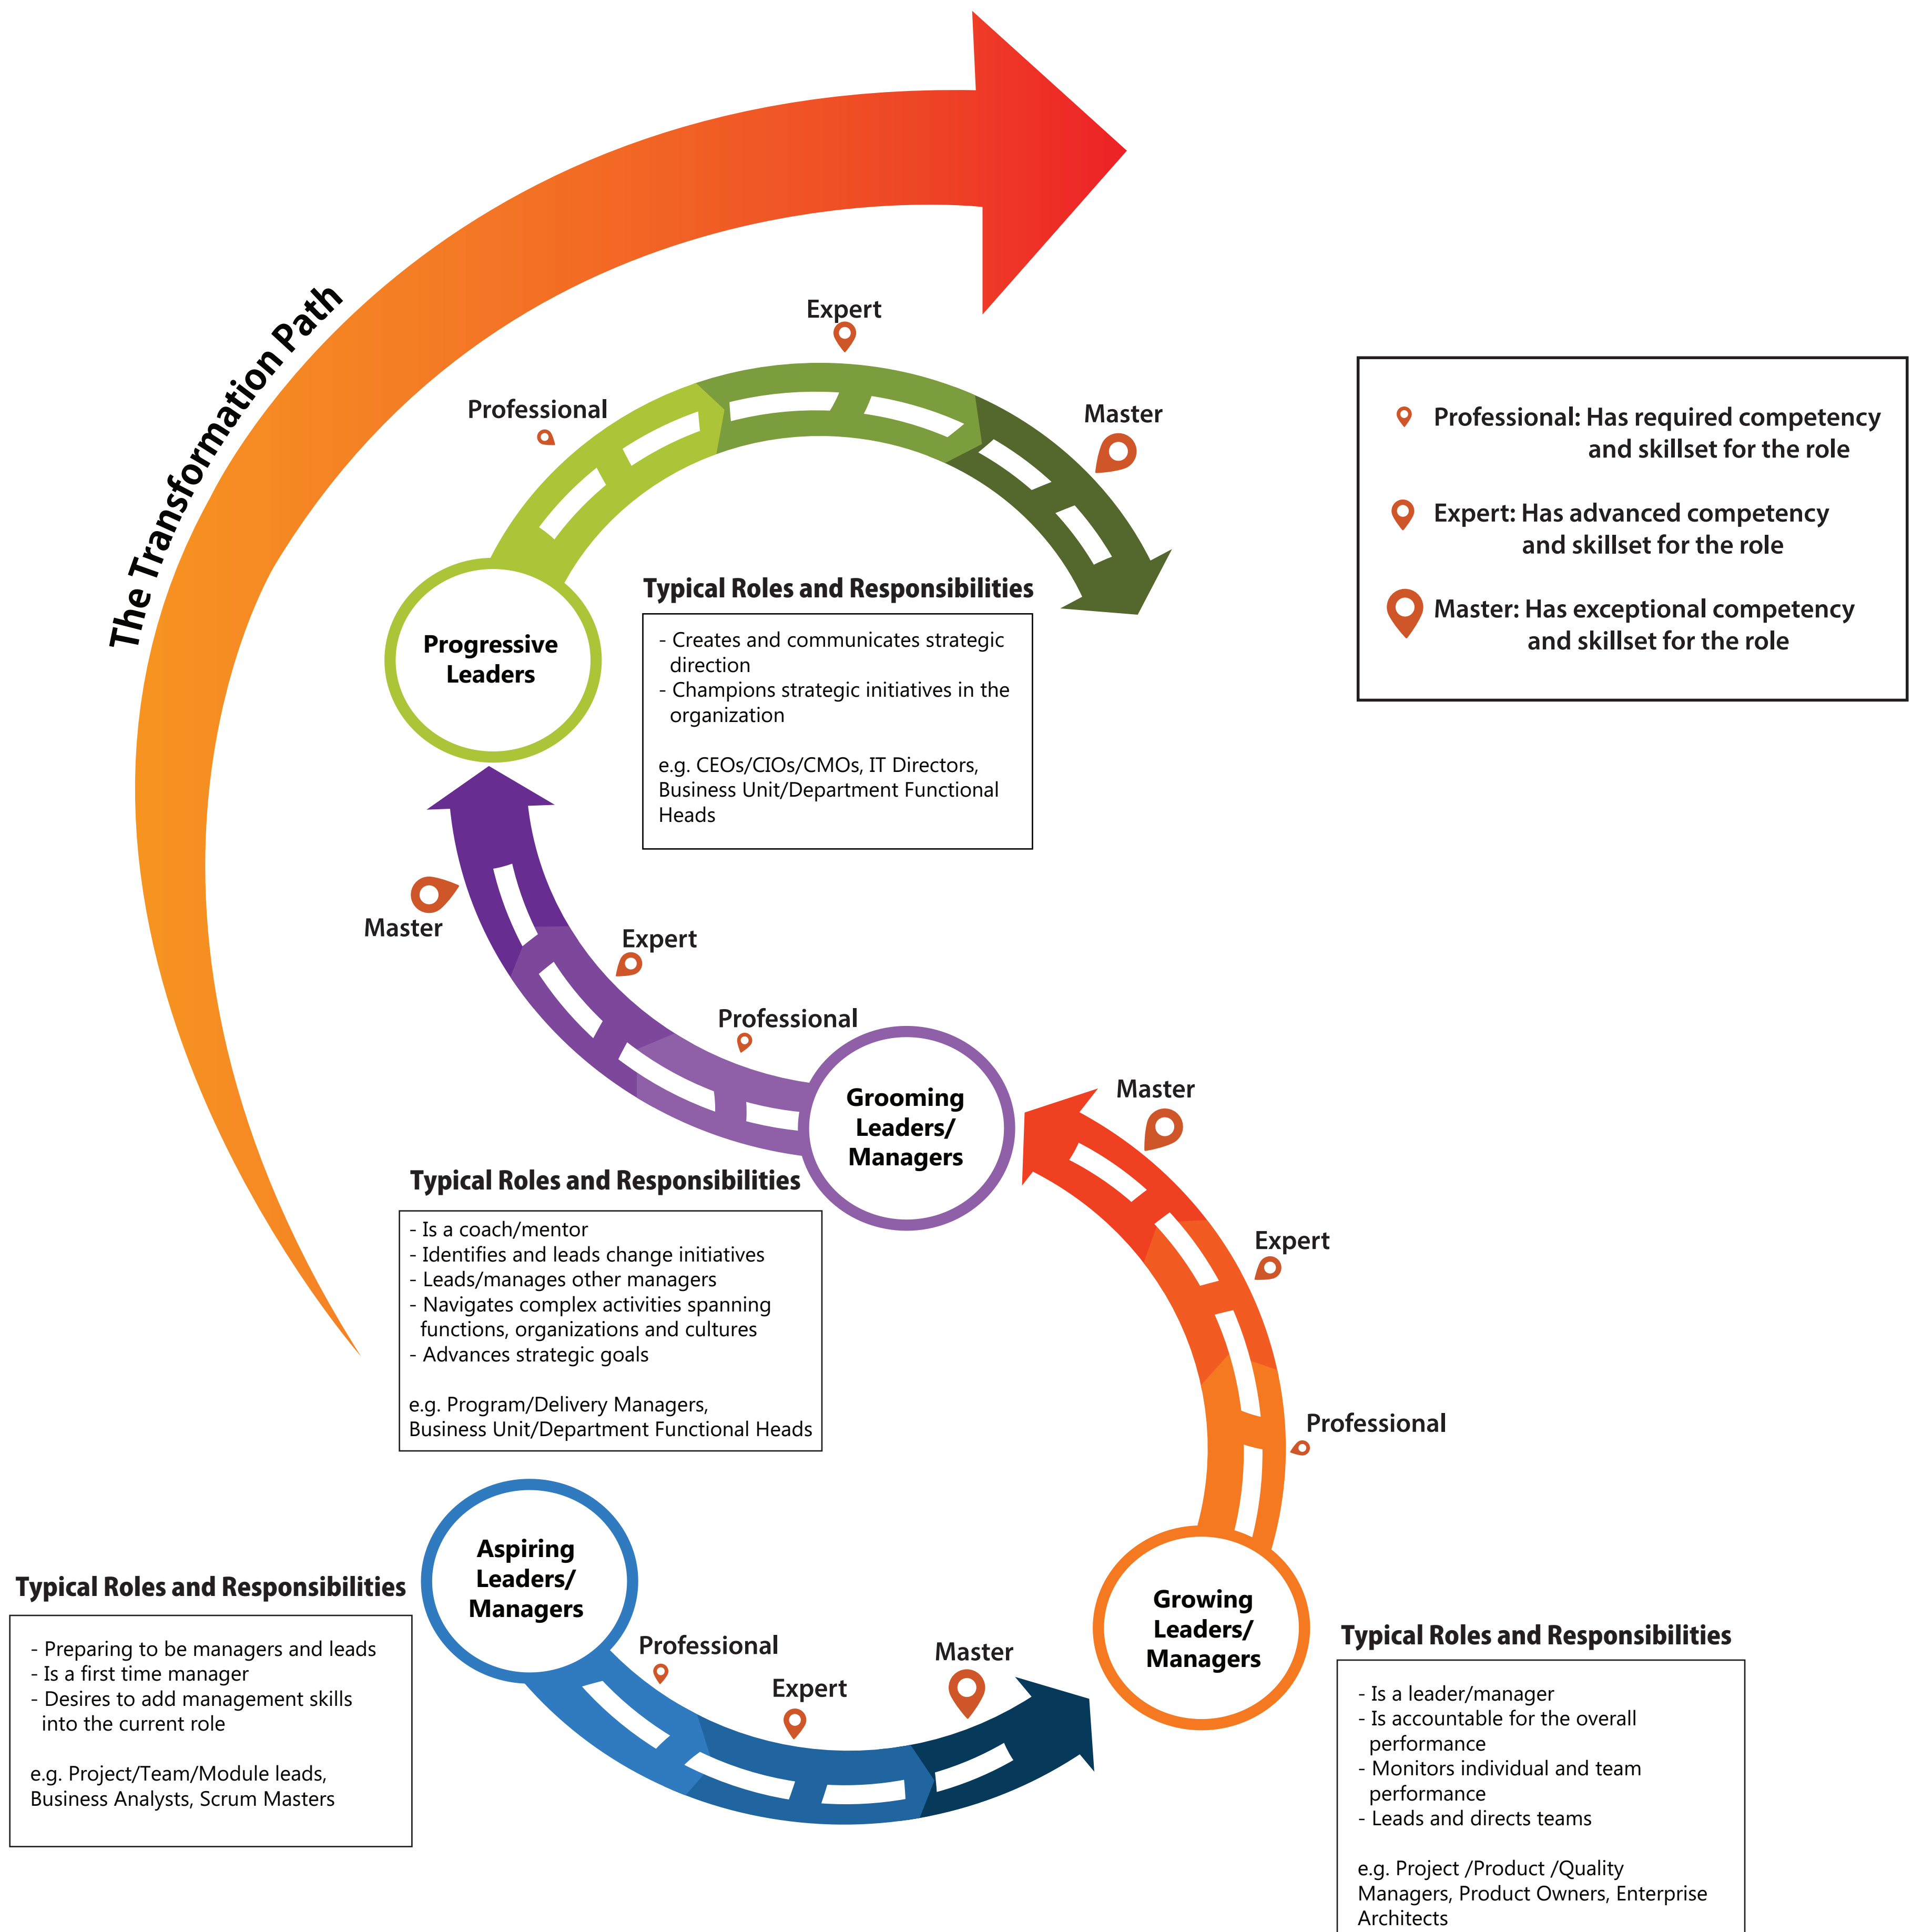 The Transformation Path
Expert
Professional
Master
Professional: Has required competency
and skillset for the role
Expert: Has advanced competency
and skillset for the role
Master: Has exceptional competency
and skillset for the role
Progressive
Leaders
Typical Roles and Responsibilities
- Creates and communicates strategic
direction
- Champions strategic initiatives in the
organization
e.g. CEOs/CIOs/CMOs, IT Directors,
Business Unit/Department Functional
Heads
Master
Expert
Professional
Grooming
Leaders/
Managers
Typical Roles and Responsibilities
- Is a coach/mentor
- Identifies and leads change initiatives
- Leads/manages other managers
- Navigates complex activities spanning
functions, organizations and cultures
- Advances strategic goals
e.g. Program/Delivery Managers,
Business Unit/Department Functional Heads
Master
Expert
Professional
Aspiring
Leaders/
Managers
Typical Roles and Responsibilities
- Preparing to be managers and leads
- Is a first time manager
- Desires to add management skills
into the current role
e.g. Project/Team/Module leads,
Business Analysts, Scrum Masters
Professional
Expert
Master
Growing
Leaders/
Managers
Typical Roles and Responsibilities
- Is a leader/manager
- Is accountable for the overall
performance
- Monitors individual and team
performance
- Leads and directs teams
e.g. Project /Product /Quality
Managers, Product Owners, Enterprise
Architects